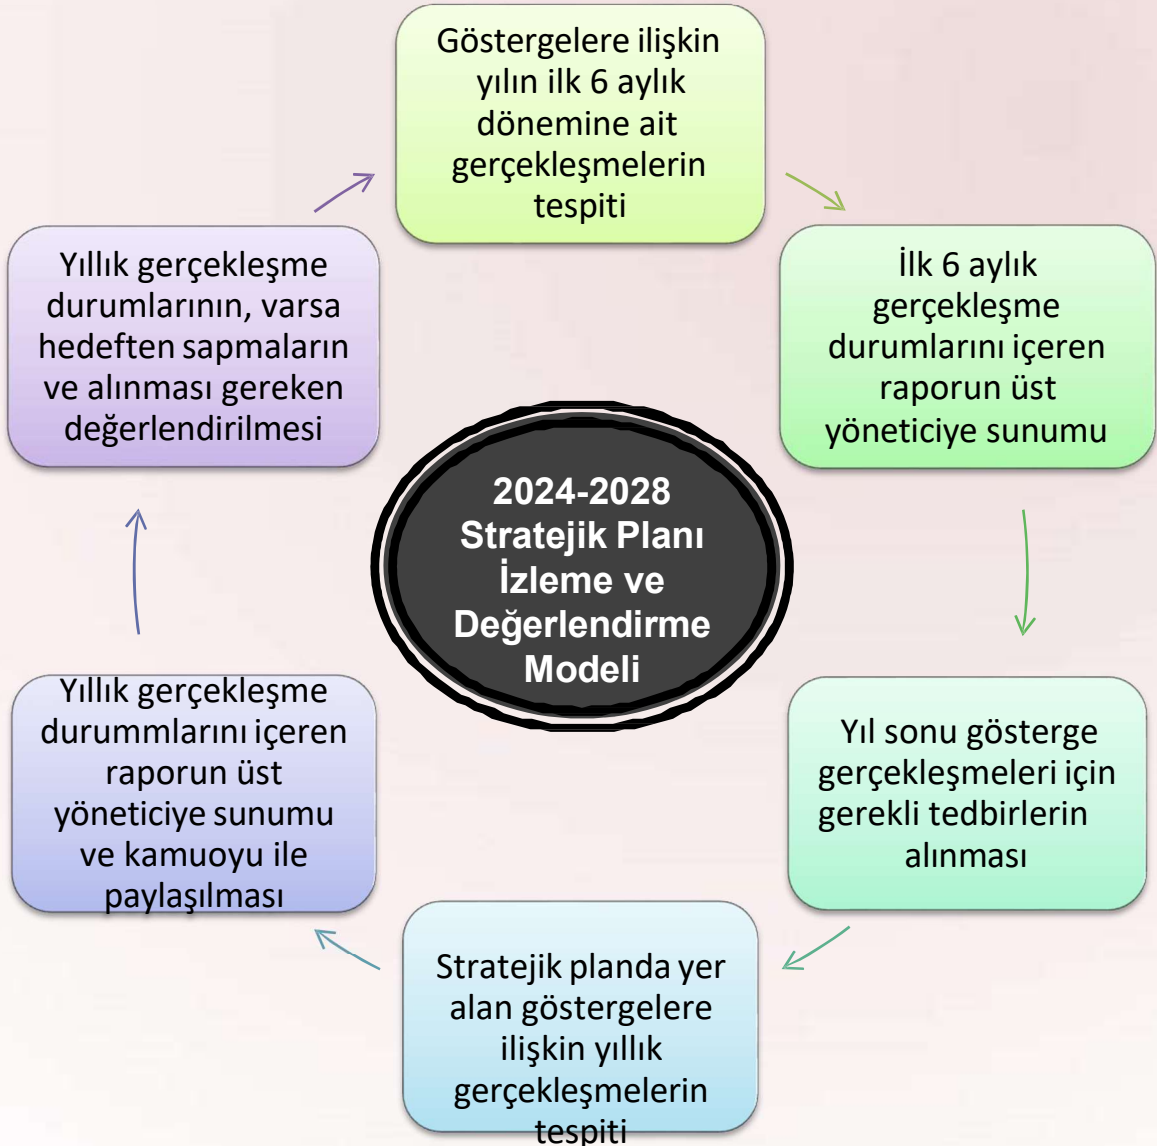 Göstergelere ilişkin
yılın ilk 6 aylık
dönemine ait
gerçekleşmelerin
tespiti
İlk 6 aylık
gerçekleşme
durumlarını içeren
raporun üst
yöneticiye sunumu
Yıl sonu gösterge
gerçekleşmeleri için
gerekli tedbirlerin
alınması
Stratejik planda yer
alan göstergelere
ilişkin yıllık
gerçekleşmelerin
tespiti
Yıllık gerçekleşme
durummlarını içeren
raporun üst
yöneticiye sunumu
ve kamuoyu ile
paylaşılması
Yıllık gerçekleşme
durumlarının, varsa
hedeften sapmaların
ve alınması gereken
değerlendirilmesi
2024-2028
Stratejik Planı
İzleme ve
Değerlendirme
Modeli